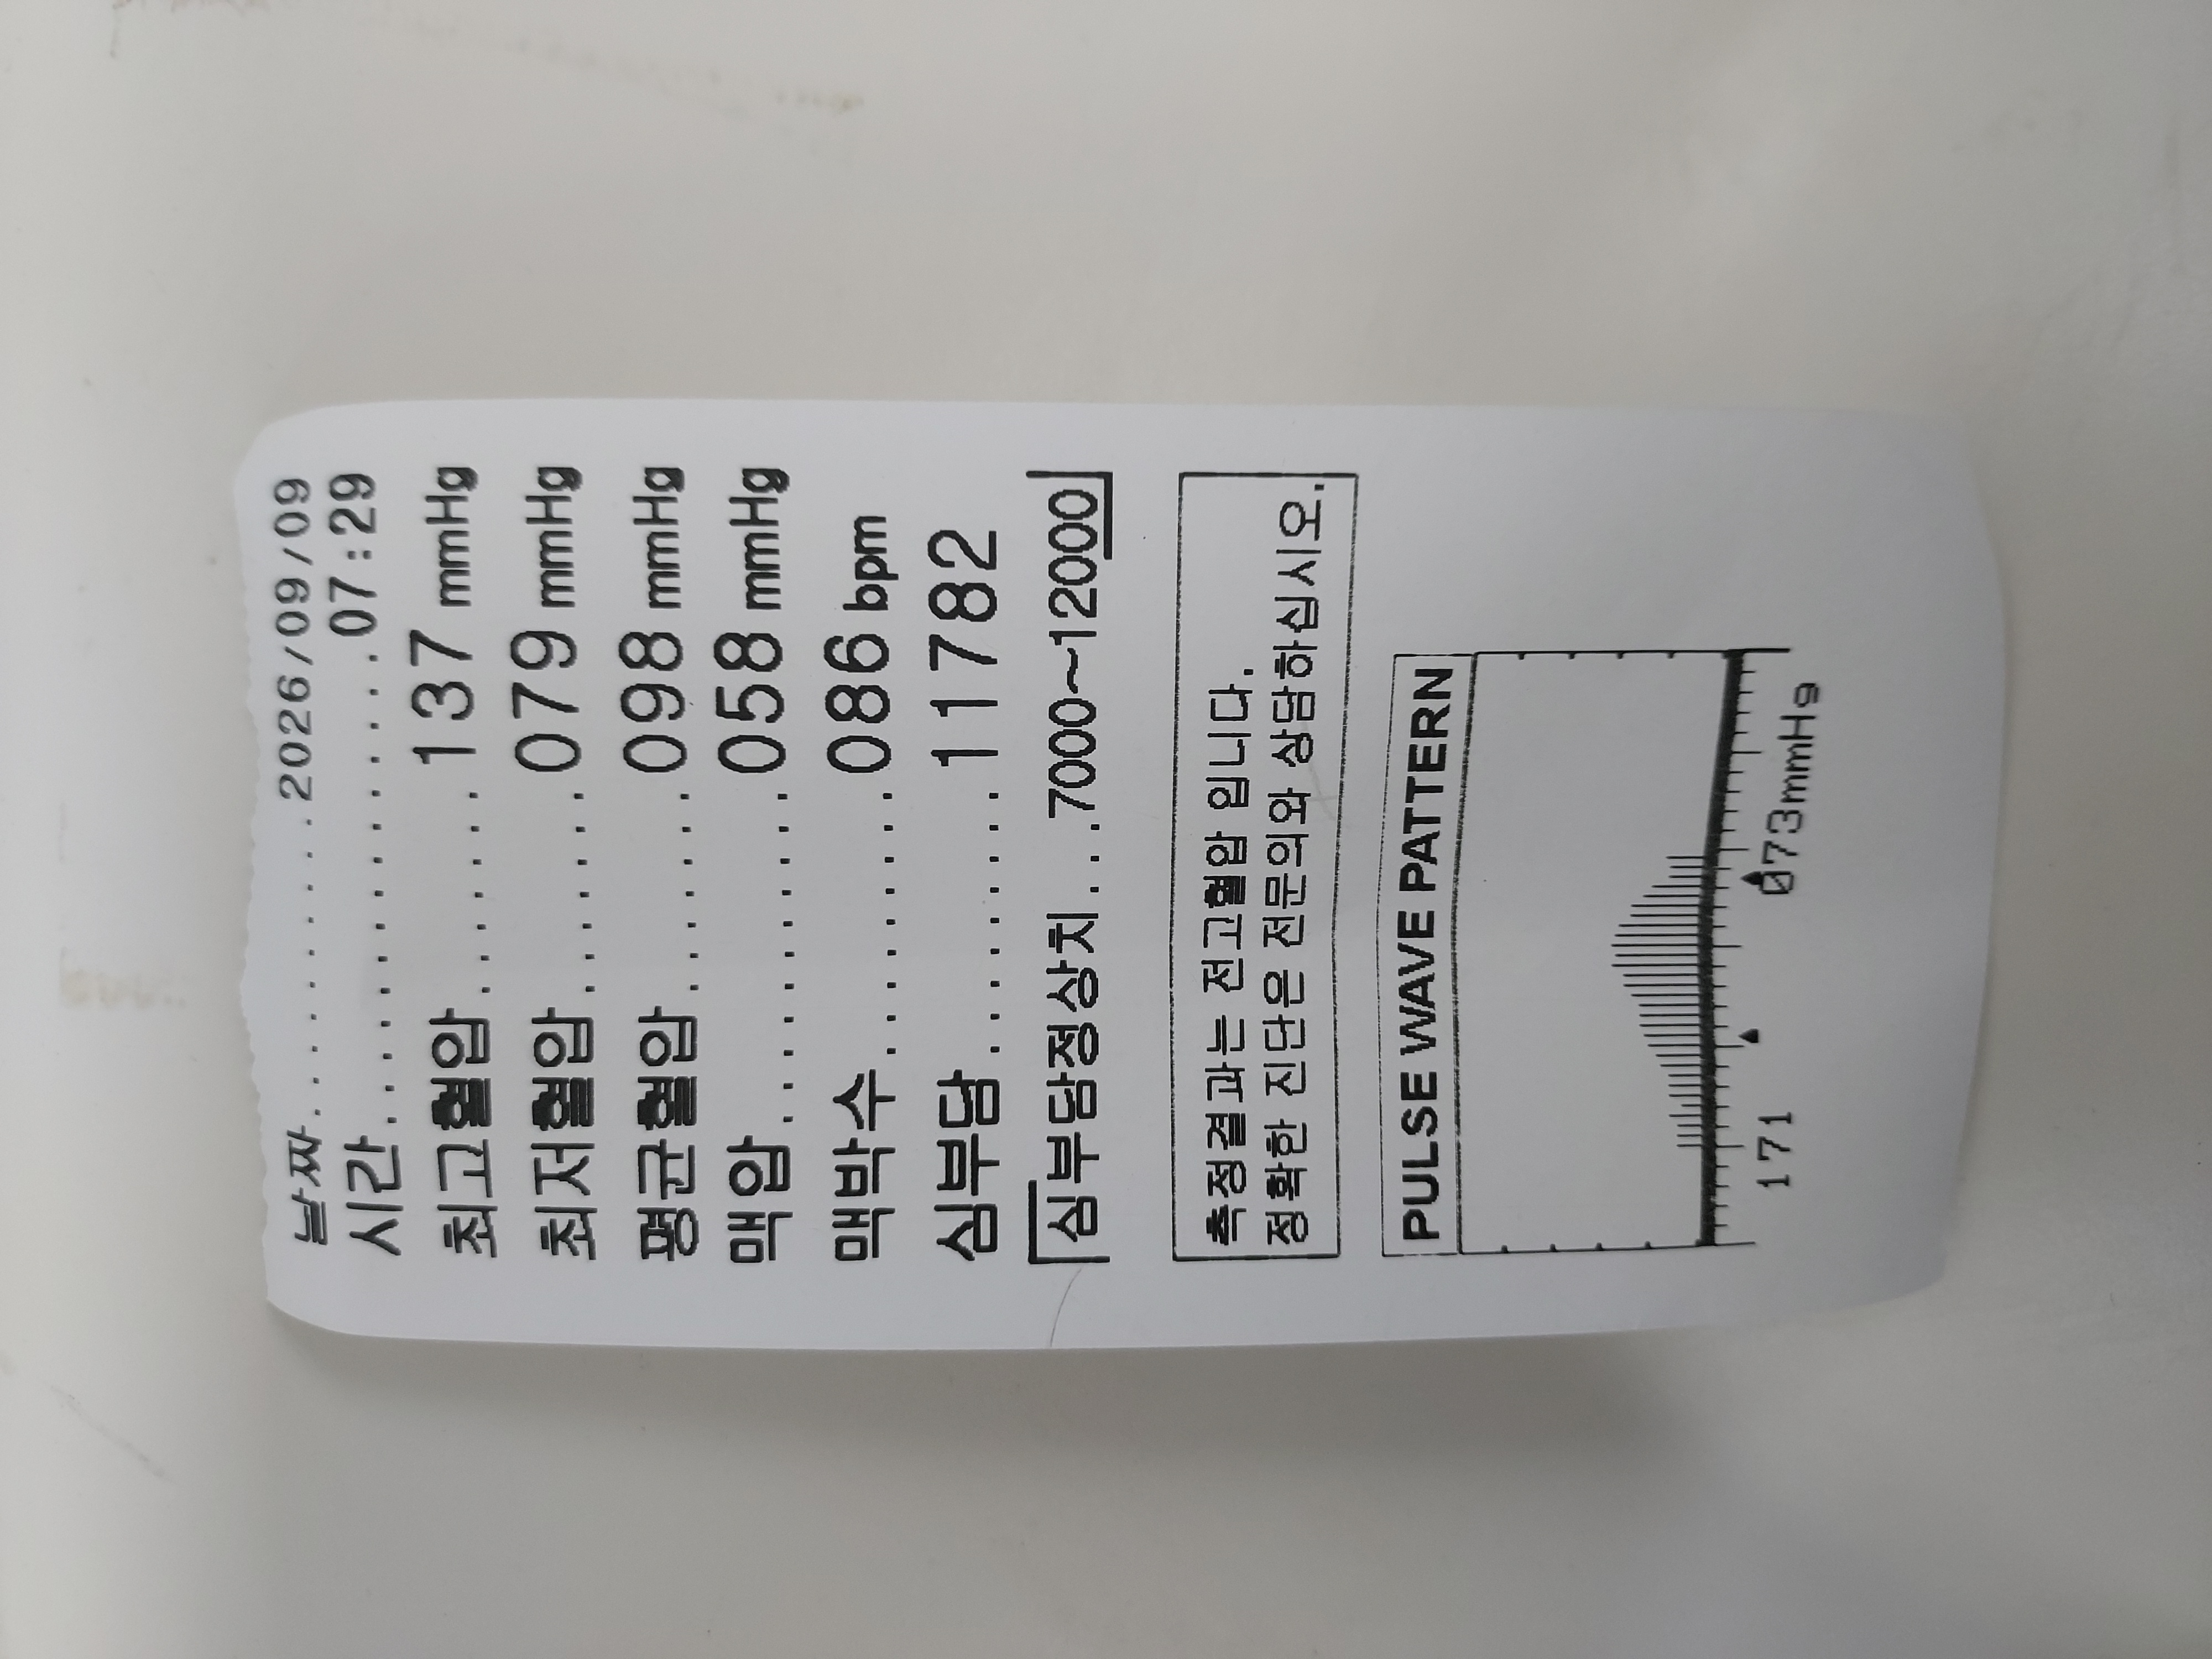 날짜..............2026/09/09
시간..................07:29
최고혈압.......137 mmHg
최저혈압.......079 mmHg
평균혈압.......098 mmHg
맥압............058 mmHg
맥박수.........086 bpm
심부담.........11782
심부담정상치...7000~12000
측정결과는 전고혈압 입니다.
정확한 진단은 전문의와 상담하십시오.
PULSE WAVE PATTERN
171 073mmHg